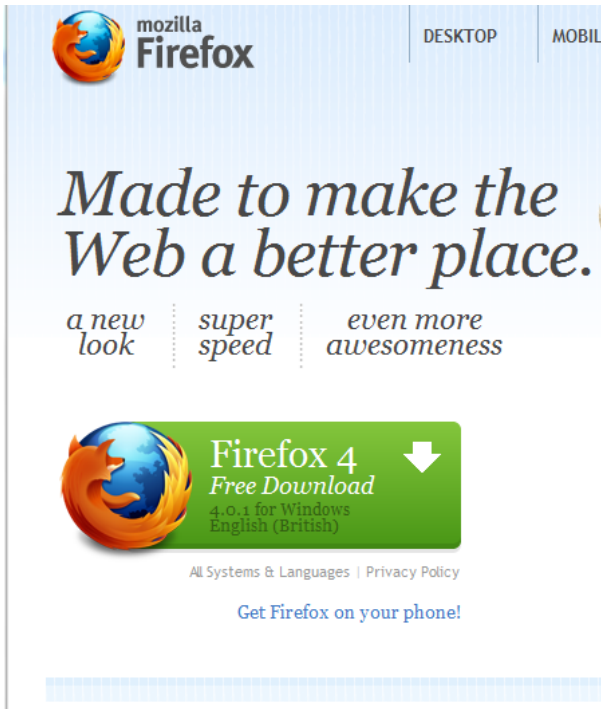 mozilla
Firefox
DESKTOP
MOBIL
Made to make the
Web a better place.
a new
look
super
speed
even more
awesomeness
Firefox 4
Free Download
4.0.1 for Windows
English (British)
All Systems & Languages | Privacy Policy
Get Firefox on your phone!